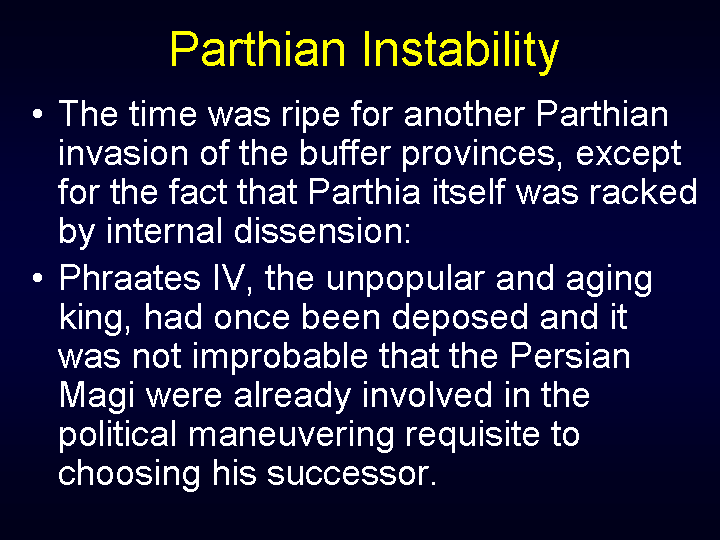 Parthian Instability
• The time was ripe for another Parthian
invasion of the buffer provinces, except
for the fact that Parthia itself was racked
by internal dissension:
• Phraates IV, the unpopular and aging
king, had once been deposed and it
was not improbable that the Persian
Magi were already involved in the
political maneuvering requisite to
choosing his successor.